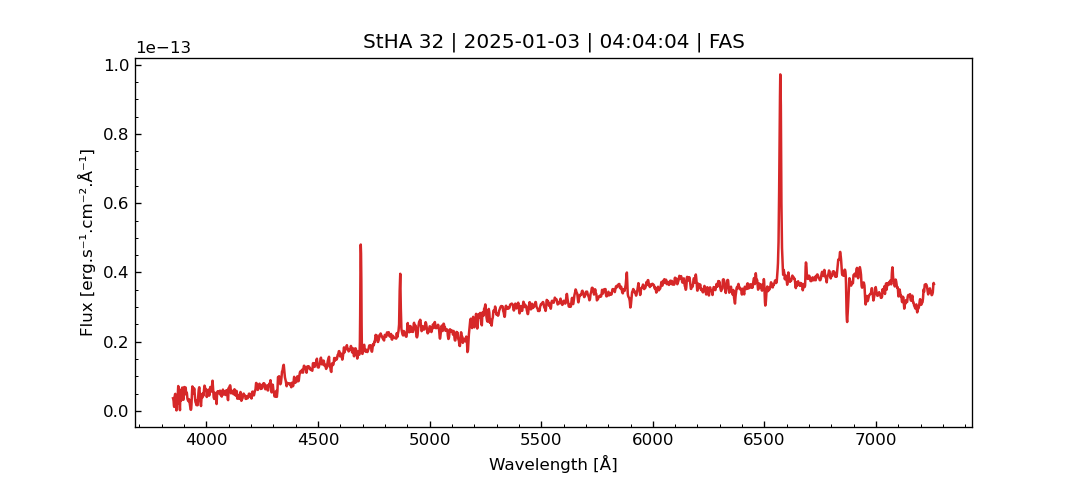 StHA 32 | 2025-01-03 | 04:04:04 | FAS
1e−13
1.0
0.8
0.6
0.4
0.2
0.0
Flux [erg.s⁻¹.cm⁻².Å⁻¹]
4000 4500 5000 5500 6000 6500 7000
Wavelength [Å]